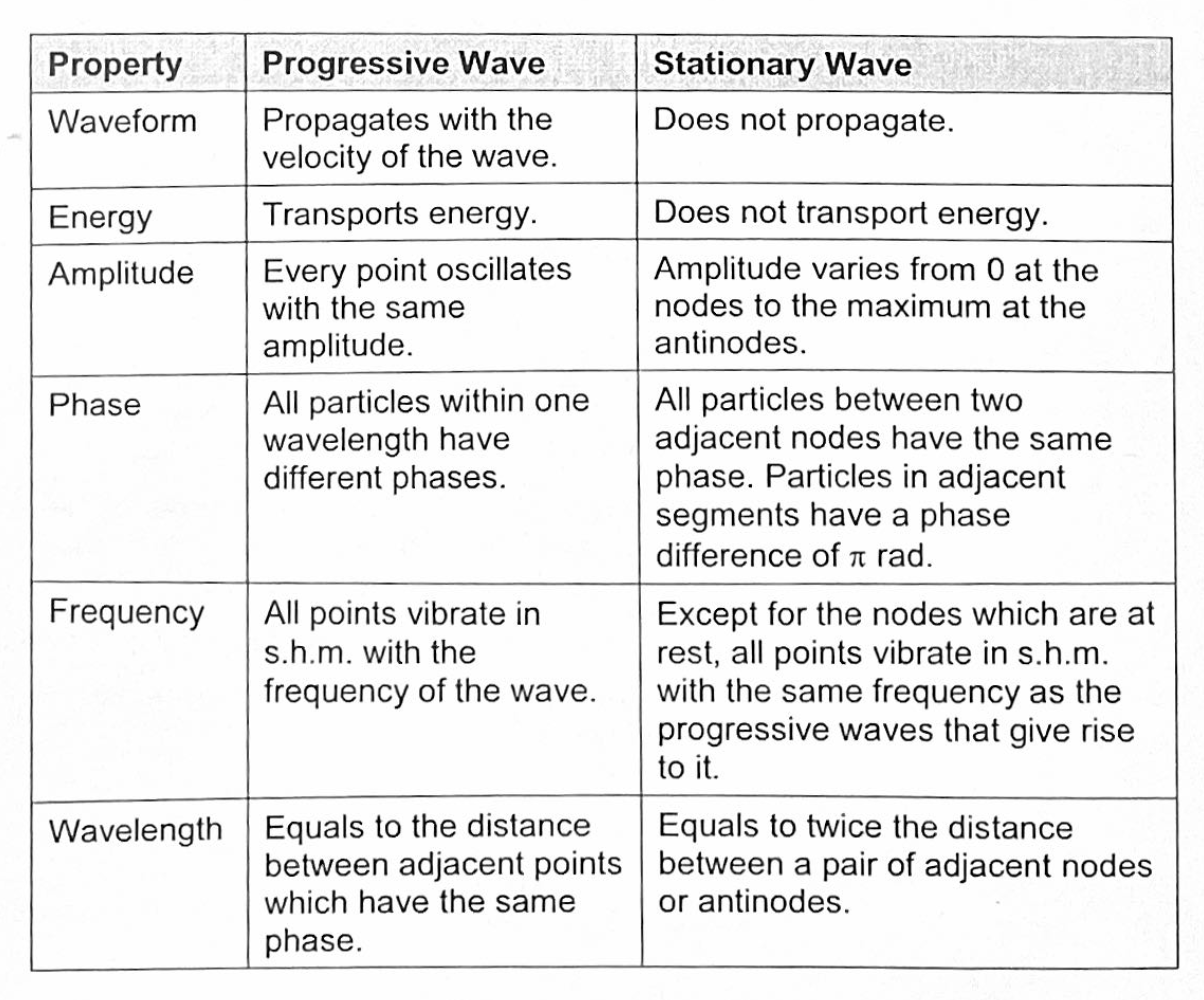 Property Progressive Wave Stationary Wave
Waveform
Propagates with the
velocity of the wave.
Does not propagate.
Energy
Transports energy.
Does not transport energy.
Amplitude
Every point oscillates
with the same
amplitude.
Amplitude varies from 0 at the
nodes to the maximum at the
antinodes.
Phase
All particles within one
wavelength have
different phases.
All particles between two
adjacent nodes have the same
phase. Particles in adjacent
segments have a phase
difference of π rad.
Frequency
All points vibrate in
s.h.m. with the
frequency of the wave.
Except for the nodes which are at
rest, all points vibrate in s.h.m.
with the same frequency as the
progressive waves that give rise
to it.
Wavelength
Equals to the distance
between adjacent points
which have the same
phase.
Equals to twice the distance
between a pair of adjacent nodes
or antinodes.